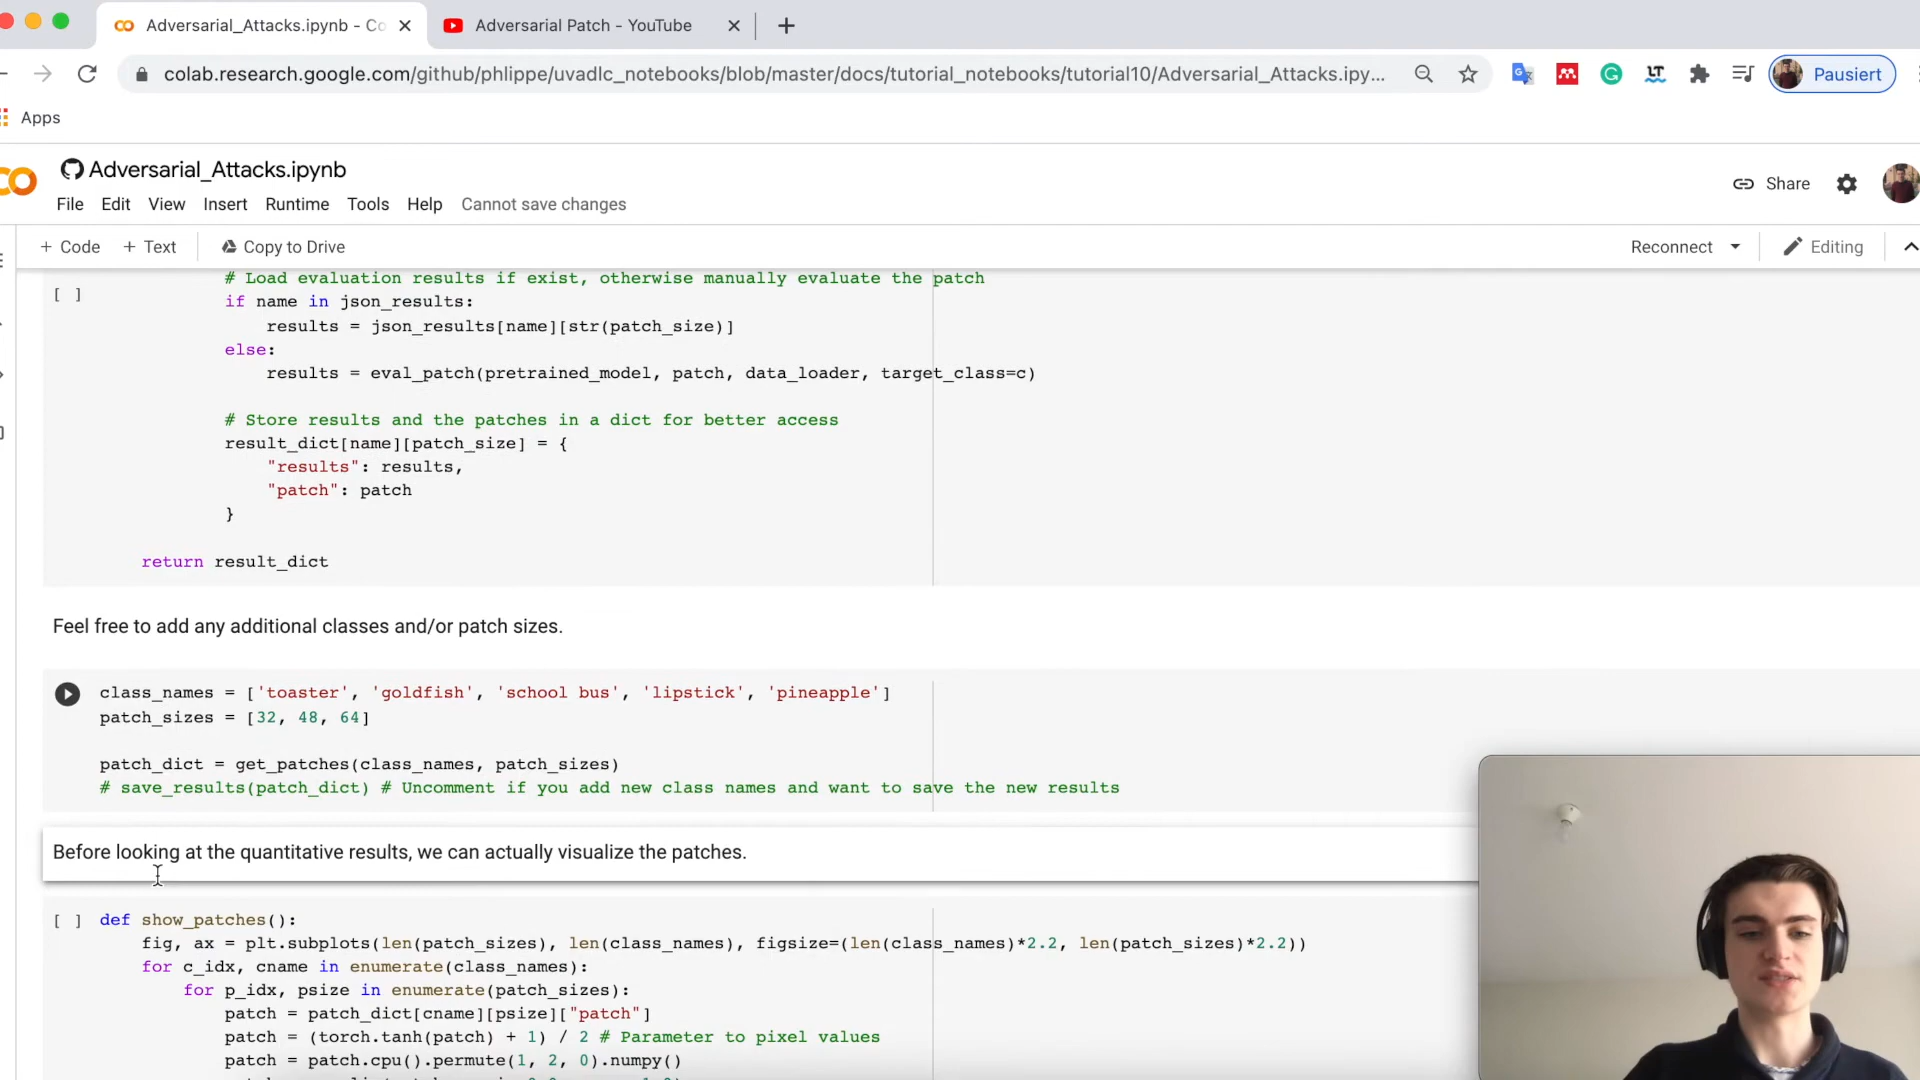 Adversarial_Attacks.ipynb - Co
Adversarial Patch - YouTube
colab.research.google.com/github/phlippe/uvadlc_notebooks/blob/master/docs/tutorial_notebooks/tutorial10/Adversarial_Attacks.ipy...
Pausiert
Apps
Adversarial_Attacks.ipynb
Share
File Edit View Insert Runtime Tools Help Cannot save changes
+ Code + Text Copy to Drive Reconnect Editing
# Load evaluation results if exist, otherwise manually evaluate the patch
[ ]
if name in json_results:
results = json_results[name][str(patch_size)]
else:
results = eval_patch(pretrained_model, patch, data_loader, target_class=c)
# Store results and the patches in a dict for better access
result_dict[name][patch_size] = {
"results": results,
"patch": patch
}
return result_dict
Feel free to add any additional classes and/or patch sizes.
class_names = ['toaster', 'goldfish', 'school bus', 'lipstick', 'pineapple']
patch_sizes = [32, 48, 64]
patch_dict = get_patches(class_names, patch_sizes)
# save_results(patch_dict) # Uncomment if you add new class names and want to save the new results
Before looking at the quantitative results, we can actually visualize the patches.
[ ] def show_patches():
fig, ax = plt.subplots(len(patch_sizes), len(class_names), figsize=(len(class_names)*2.2, len(patch_sizes)*2.2))
for c_idx, cname in enumerate(class_names):
for p_idx, psize in enumerate(patch_sizes):
patch = patch_dict[cname][psize]["patch"]
patch = (torch.tanh(patch) + 1) / 2 # Parameter to pixel values
patch = patch.cpu().permute(1, 2, 0).numpy()